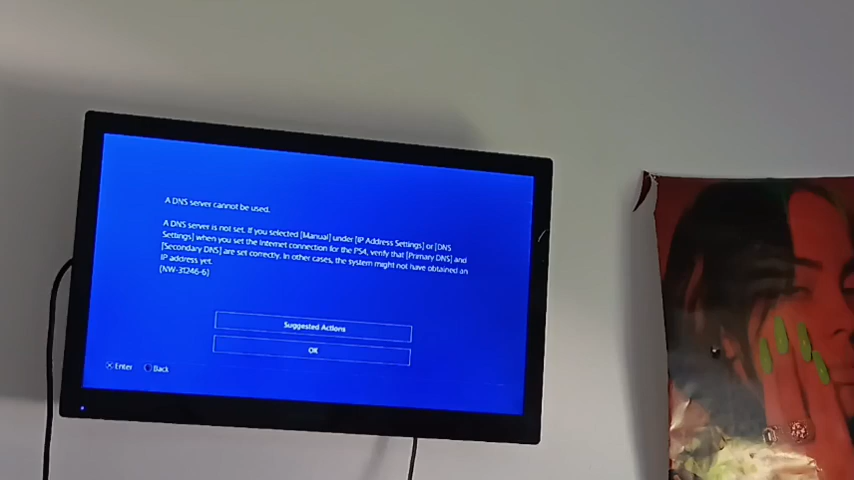 A DNS server cannot be used.
A DNS server is not set. If you selected [Manual] under [IP Address Settings] or [DNS
Settings] when you set the Internet connection for the PS4, verify that [Primary DNS] and
[Secondary DNS] are set correctly. In other cases, the system might not have obtained an
IP address yet.
(NW-31246-6)
Suggested Actions
OK
Enter
Back